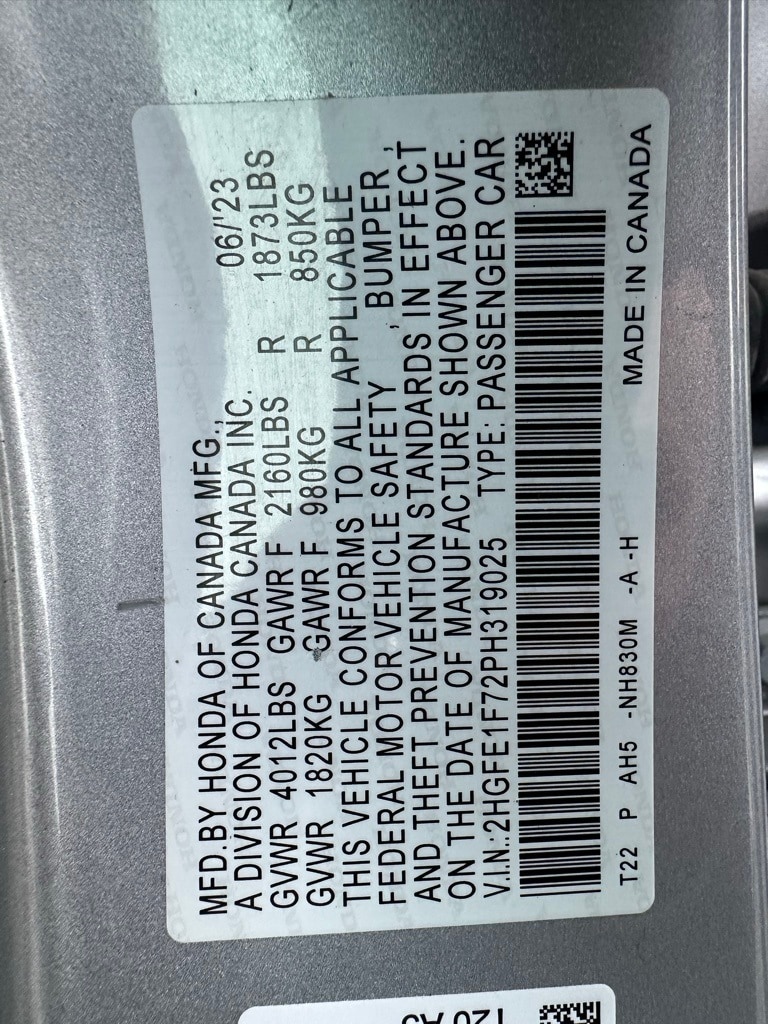 MFD.BY HONDA OF CANADA MFG., 06/'23
A DIVISION OF HONDA CANADA INC.
GVWR 4012LBS GAWR F 2160LBS R 1873LBS
GVWR 1820KG GAWR F 980KG R 850KG
THIS VEHICLE CONFORMS TO ALL APPLICABLE
FEDERAL MOTOR VEHICLE SAFETY , BUMPER ,
AND THEFT PREVENTION STANDARDS IN EFFECT
ON THE DATE OF MANUFACTURE SHOWN ABOVE.
V.I.N.:2HGFE1F72PH319025 TYPE: PASSENGER CAR
T22 P AH5 -NH830M -A -H MADE IN CANADA